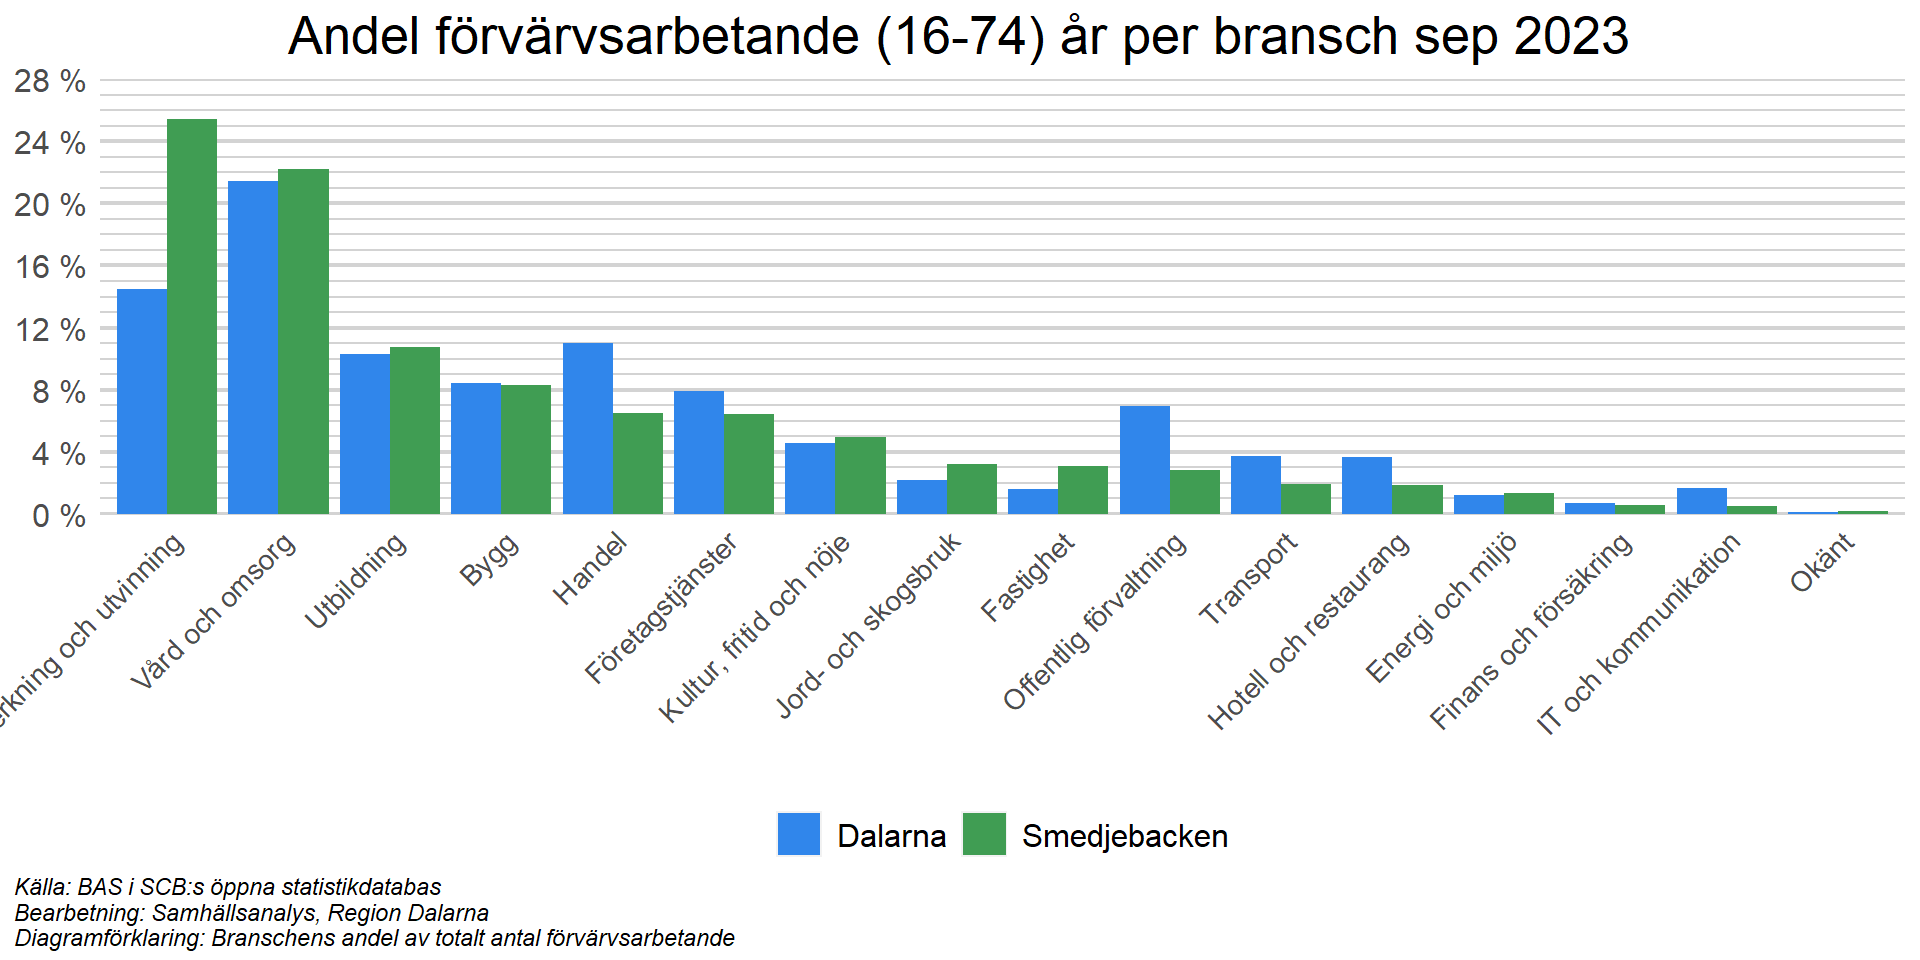 Andel förvärvsarbetande (16-74) år per bransch sep 2023
28 %
24 %
20 %
16 %
12 %
8 %
4 %
0 %
och utvinning
Vård och omsorg
Utbildning
Bygg
Handel
Företagstjänster
Kultur, fritid och nöje
Jord- och skogsbruk
Fastighet
Offentlig förvaltning
Transport
Hotell och restaurang
Energi och miljö
Finans och försäkring
IT och kommunikation
Okänt
Dalarna
Smedjebacken
Källa: BAS i SCB:s öppna statistikdatabas
Bearbetning: Samhällsanalys, Region Dalarna
Diagramförklaring: Branschens andel av totalt antal förvärvsarbetande